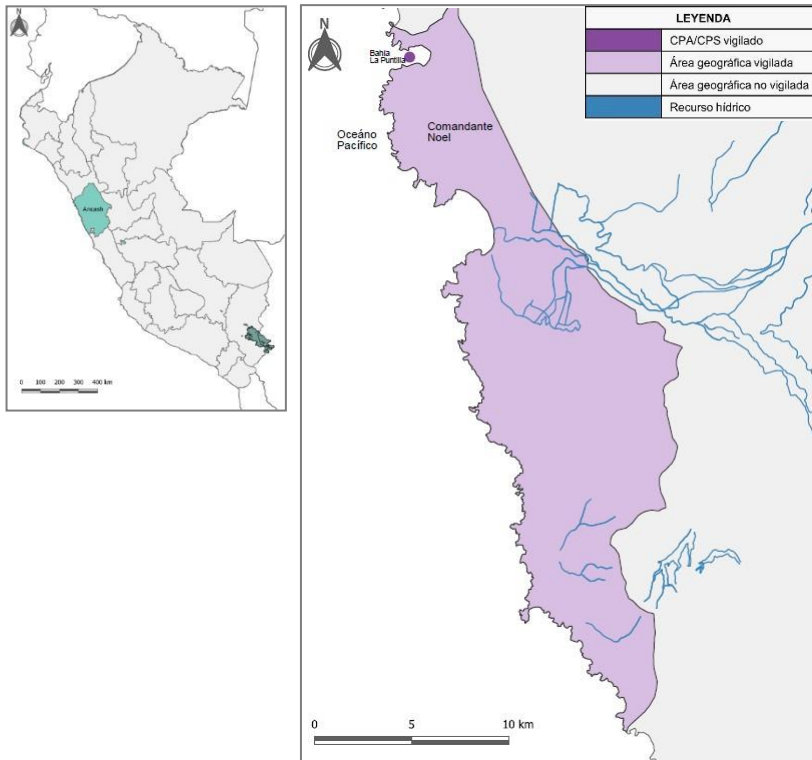 N
Ancash
0 100 200 300 400 km
N
Bahía
La Puntilla
Oceáno
Pacífico
Comandante
Noel
LEYENDA
CPA/CPS vigilado
Área geográfica vigilada
Área geográfica no vigilada
Recurso hídrico
0 5 10 km